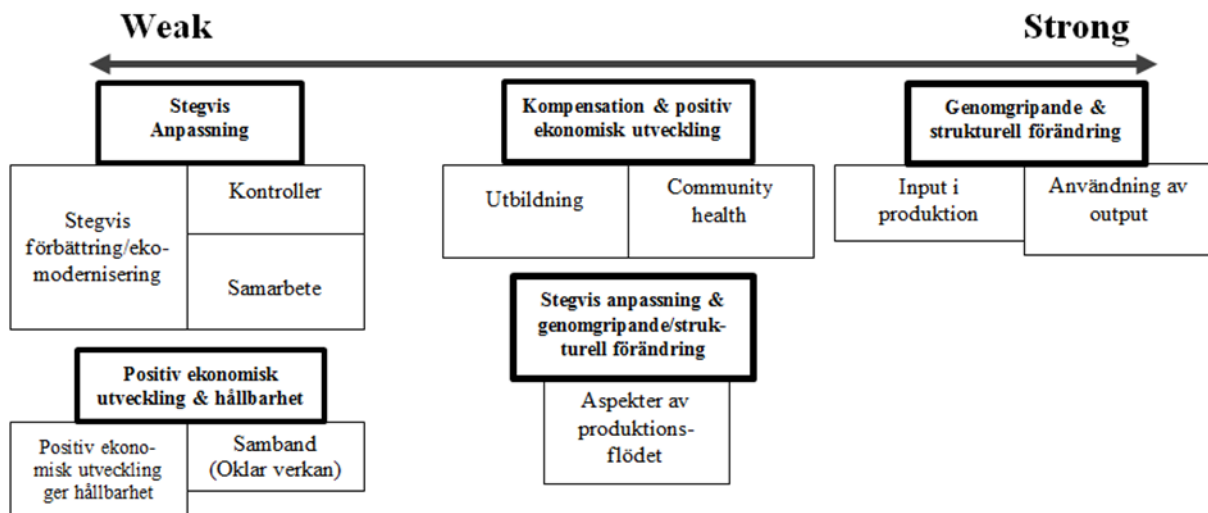 Weak
Strong
Stegvis
Anpassning
Stegvis
förbättring/eko-
modernisering
Kontroller
Samarbete
Positiv ekonomisk
utveckling & hållbarhet
Positiv ekono-
misk utveckling
ger hållbarhet
Samband
(Oklar verkan)
Kompensation & positiv
ekonomisk utveckling
Utbildning
Community
health
Stegvis anpassning &
genomgripande/struk-
turell förändring
Aspekter av
produktions-
flödet
Genomgripande &
strukturell förändring
Input i
produktion
Användning av
output